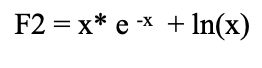 F2 = x* e -x + ln(x)